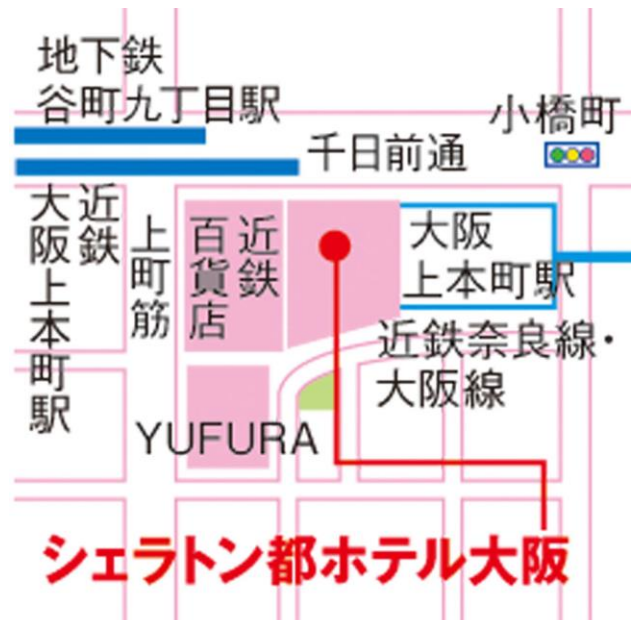 地下鉄
谷町九丁目駅
小橋町
千日前通
近鉄
大阪上本町駅
上町筋
近鉄
百貨店
大阪
上本町駅
近鉄奈良線・
大阪線
YUFURA
シェラトン都ホテル大阪